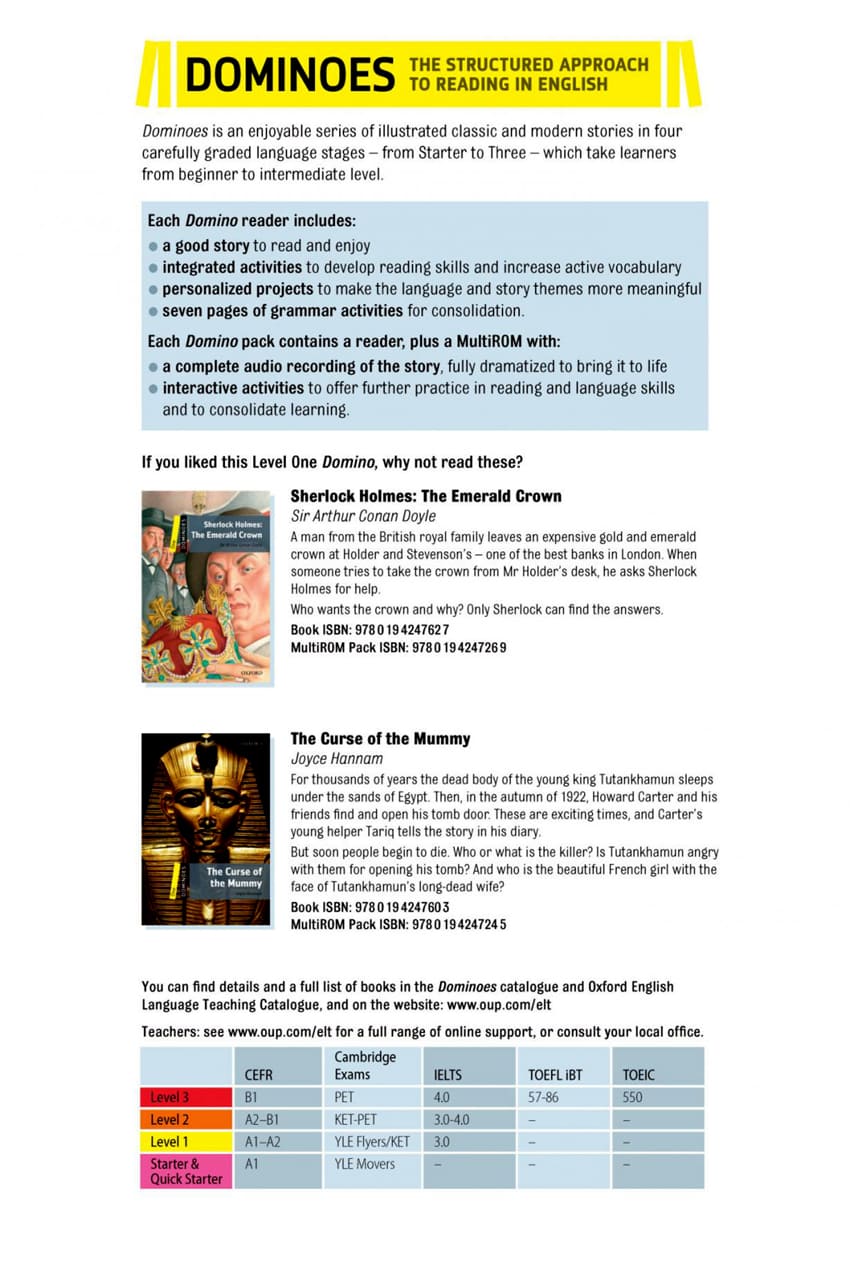 DOMINOES THE STRUCTURED APPROACH
TO READING IN ENGLISH
Dominoes is an enjoyable series of illustrated classic and modern stories in four
carefully graded language stages – from Starter to Three – which take learners
from beginner to intermediate level.
Each Domino reader includes:
● a good story to read and enjoy
● integrated activities to develop reading skills and increase active vocabulary
● personalized projects to make the language and story themes more meaningful
● seven pages of grammar activities for consolidation.
Each Domino pack contains a reader, plus a MultiROM with:
● a complete audio recording of the story, fully dramatized to bring it to life
● interactive activities to offer further practice in reading and language skills
and to consolidate learning.
If you liked this Level One Domino, why not read these?
Sherlock Holmes:
The Emerald Crown
OXFORD
Sherlock Holmes: The Emerald Crown
Sir Arthur Conan Doyle
A man from the British royal family leaves an expensive gold and emerald
crown at Holder and Stevenson's – one of the best banks in London. When
someone tries to take the crown from Mr Holder's desk, he asks Sherlock
Holmes for help.
Who wants the crown and why? Only Sherlock can find the answers.
Book ISBN: 978 0 19 424762 7
MultiROM Pack ISBN: 978 0 19 424726 9
The Curse of
the Mummy
The Curse of the Mummy
Joyce Hannam
For thousands of years the dead body of the young king Tutankhamun sleeps
under the sands of Egypt. Then, in the autumn of 1922, Howard Carter and his
friends find and open his tomb door. These are exciting times, and Carter's
young helper Tariq tells the story in his diary.
But soon people begin to die. Who or what is the killer? Is Tutankhamun angry
with them for opening his tomb? And who is the beautiful French girl with the
face of Tutankhamun's long-dead wife?
Book ISBN: 978 0 19 424760 3
MultiROM Pack ISBN: 978 0 19 424724 5
You can find details and a full list of books in the Dominoes catalogue and Oxford English
Language Teaching Catalogue, and on the website: www.oup.com/elt
Teachers: see www.oup.com/elt for a full range of online support, or consult your local office.
CEFR Cambridge Exams IELTS TOEFL iBT TOEIC
Level 3 B1 PET 4.0 57-86 550
Level 2 A2–B1 KET-PET 3.0-4.0 – –
Level 1 A1–A2 YLE Flyers/KET 3.0 – –
Starter & Quick Starter A1 YLE Movers – – –